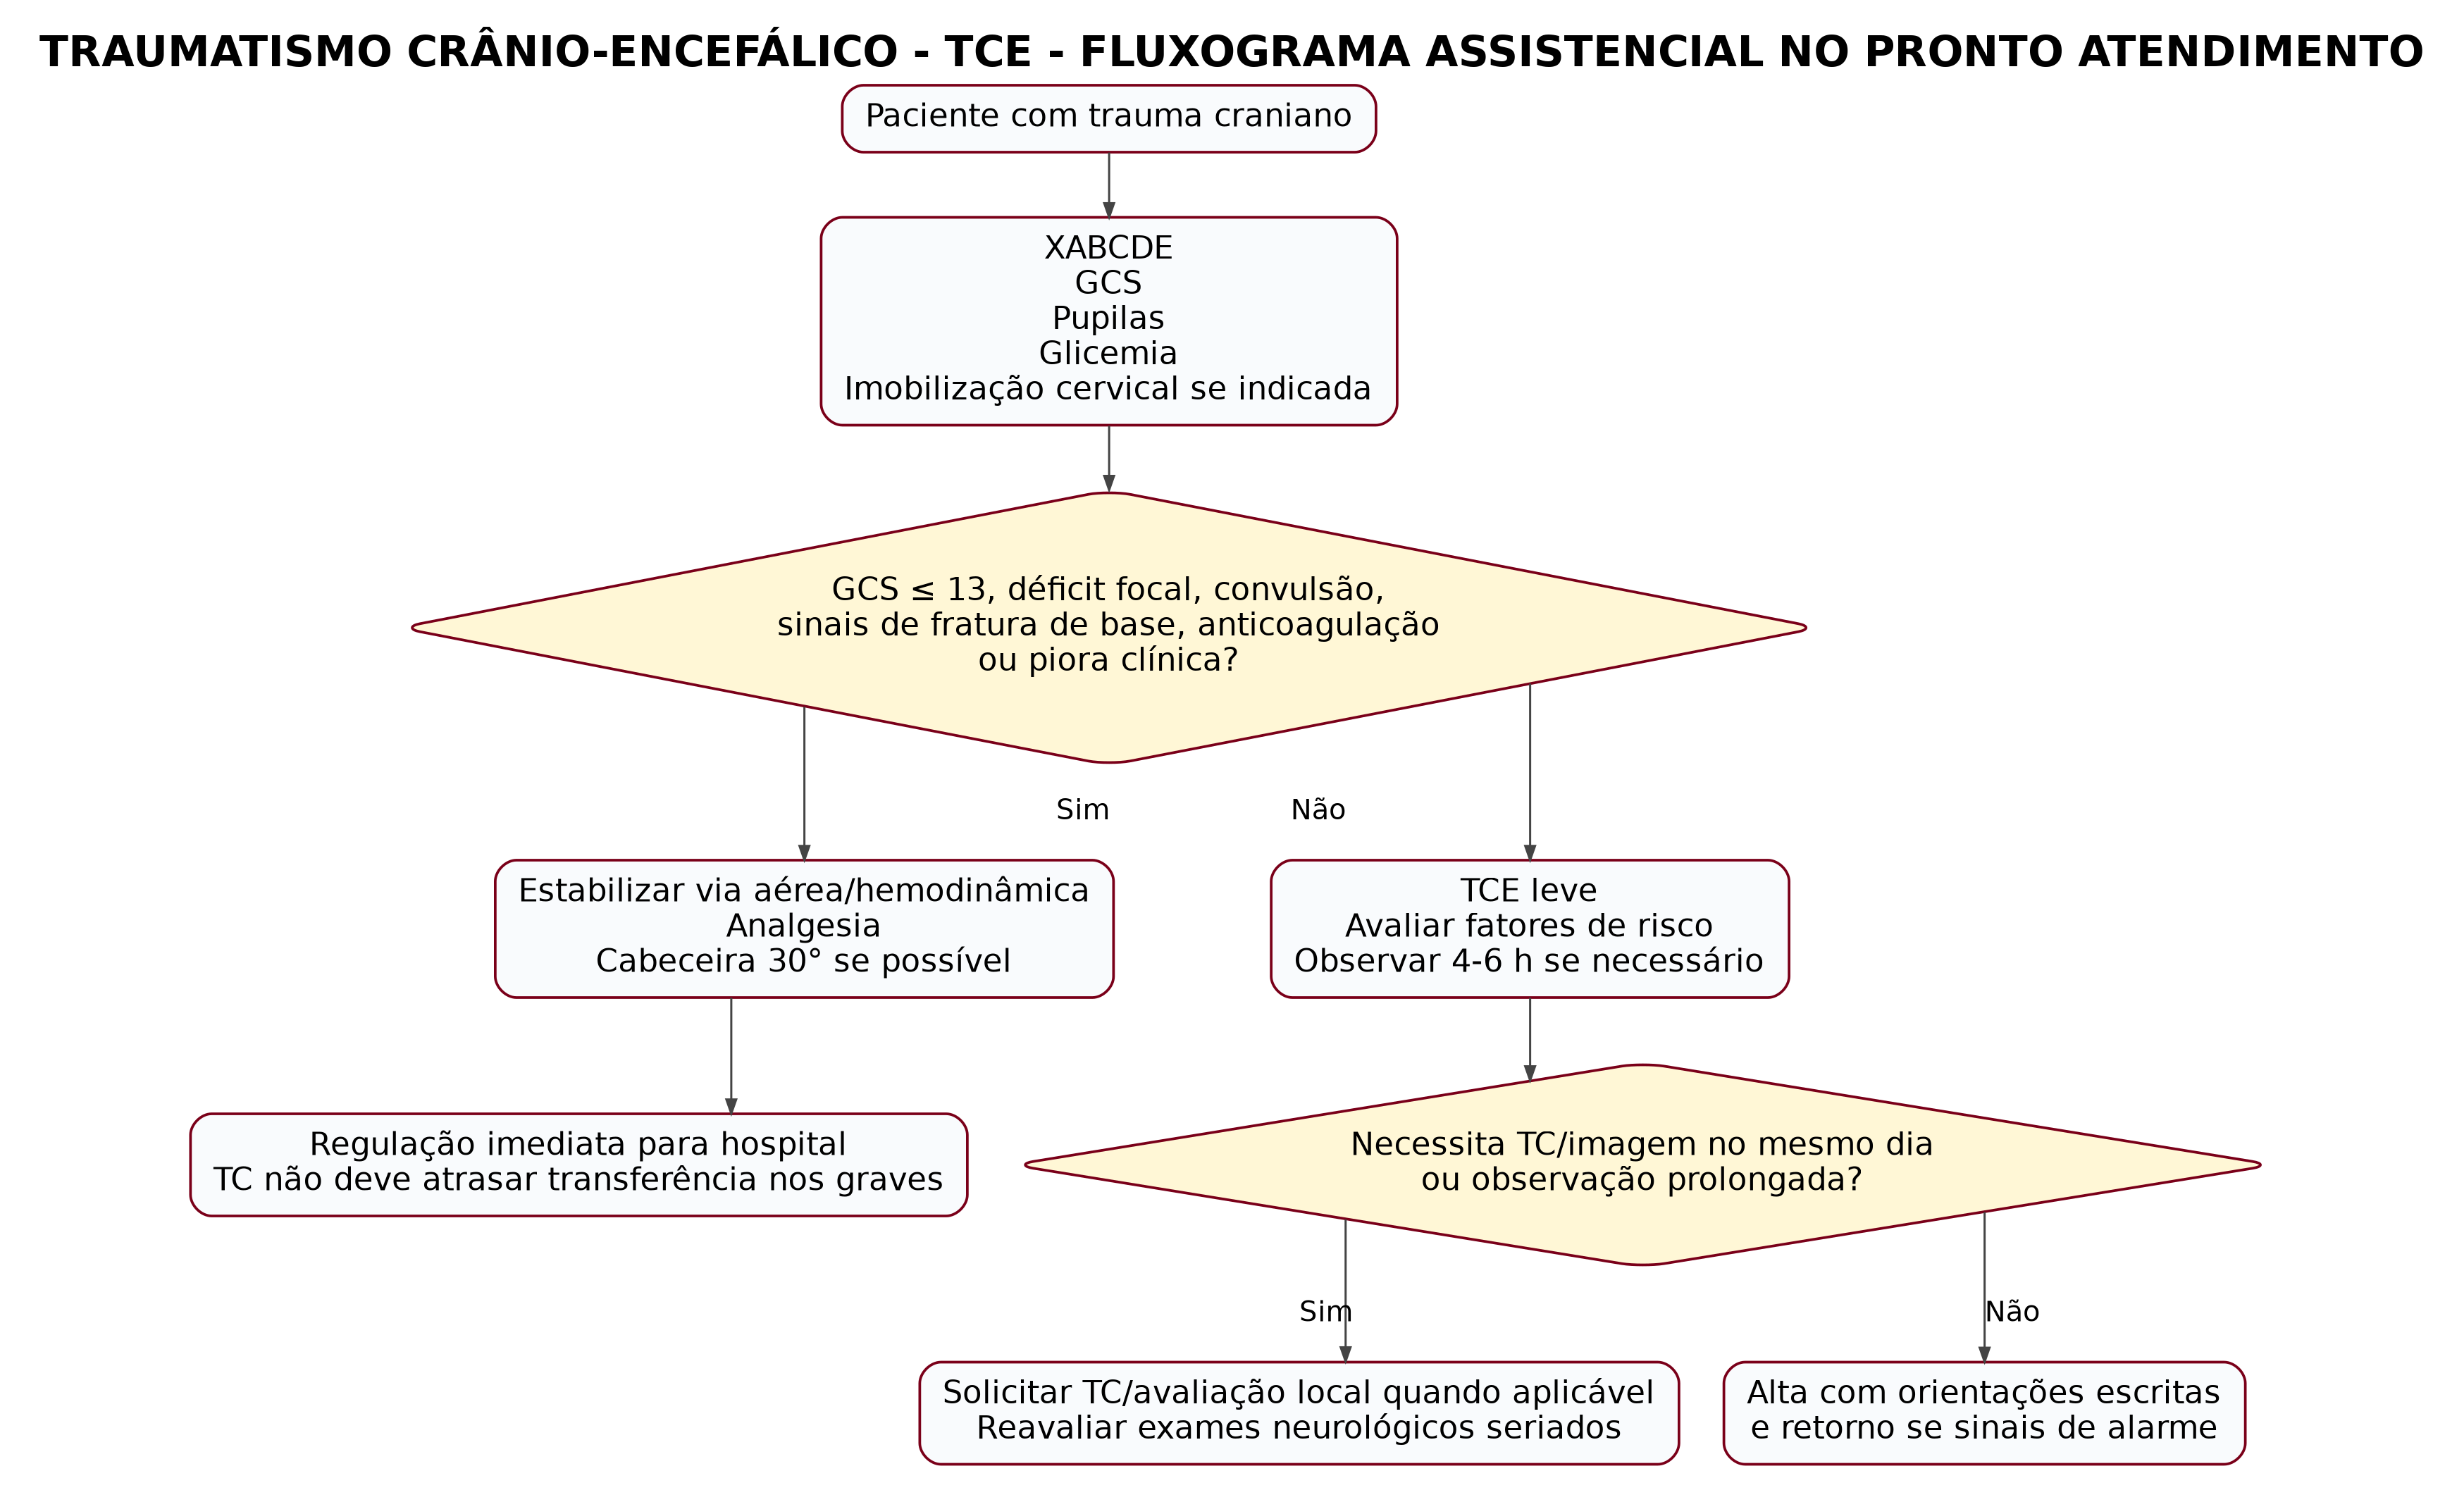 TRAUMATISMO CRÂNIO-ENCEFÁLICO - TCE - FLUXOGRAMA ASSISTENCIAL NO PRONTO ATENDIMENTO
Paciente com trauma craniano
XABCDE
GCS
Pupilas
Glicemia
Imobilização cervical se indicada
GCS ≤ 13, déficit focal, convulsão,
sinais de fratura de base, anticoagulação
ou piora clínica?
Sim
Não
Estabilizar via aérea/hemodinâmica
Analgesia
Cabeceira 30° se possível
TCE leve
Avaliar fatores de risco
Observar 4-6 h se necessário
Regulação imediata para hospital
TC não deve atrasar transferência nos graves
Necessita TC/imagem no mesmo dia
ou observação prolongada?
Sim
Não
Solicitar TC/avaliação local quando aplicável
Reavaliar exames neurológicos seriados
Alta com orientações escritas
e retorno se sinais de alarme